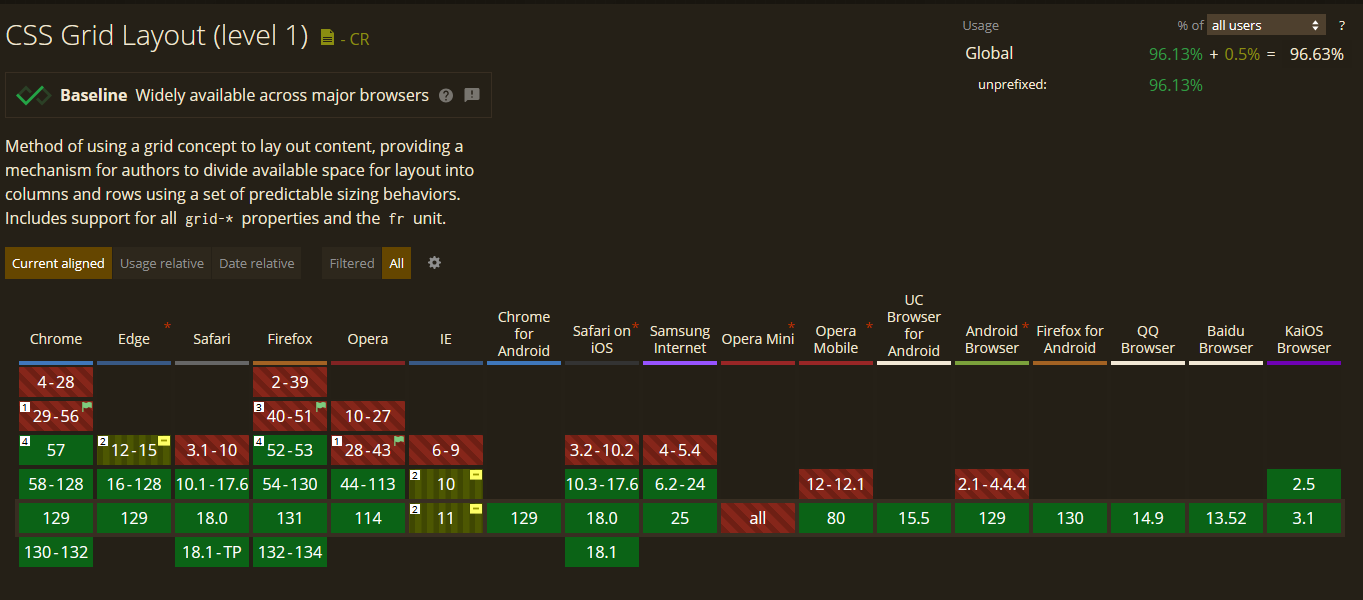 CSS Grid Layout (level 1) - CR
Usage % of all users ?
Global 96.13% + 0.5% = 96.63%
unprefixed: 96.13%
Baseline Widely available across major browsers ?
Method of using a grid concept to lay out content, providing a
mechanism for authors to divide available space for layout into
columns and rows using a set of predictable sizing behaviors.
Includes support for all grid-* properties and the fr unit.
Current aligned Usage relative Date relative Filtered All
Chrome Edge * Safari Firefox Opera IE Chrome for Android Safari on iOS * Samsung Internet Opera Mini * Opera Mobile * UC Browser for Android Android Browser * Firefox for Android QQ Browser Baidu Browser KaiOS Browser
4-28 2-39
1 29-56 3 40-51 10-27
4 57 2 12-15 3.1-10 4 52-53 1 28-43 6-9 3.2-10.2 4-5.4
58-128 16-128 10.1-17.6 54-130 44-113 2 10 10.3-17.6 6.2-24 12-12.1 2.1-4.4.4 2.5
129 129 18.0 131 114 2 11 129 18.0 25 all 80 15.5 129 130 14.9 13.52 3.1
130-132 18.1-TP 132-134 18.1